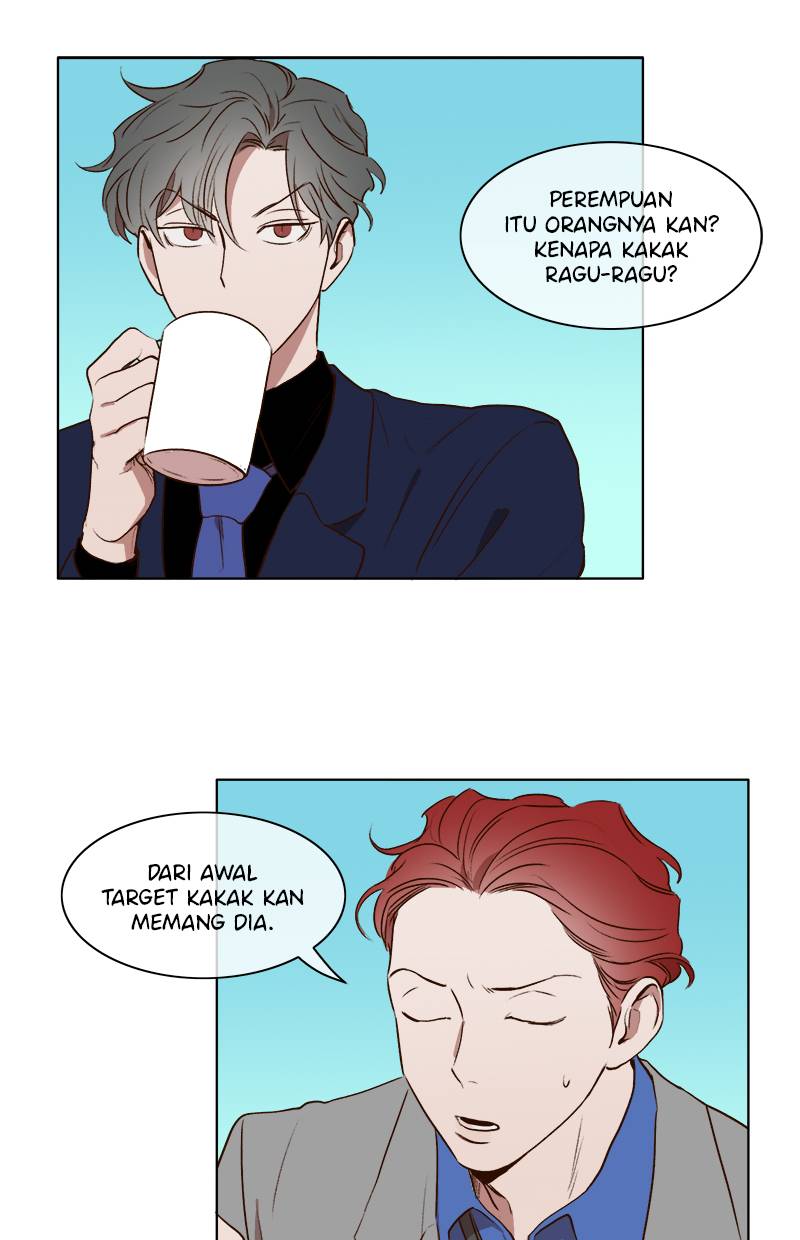 PEREMPUAN
ITU ORANGNYA KAN?
KENAPA KAKAK
RAGU-RAGU?
DARI AWAL
TARGET KAKAK KAN
MEMANG DIA.